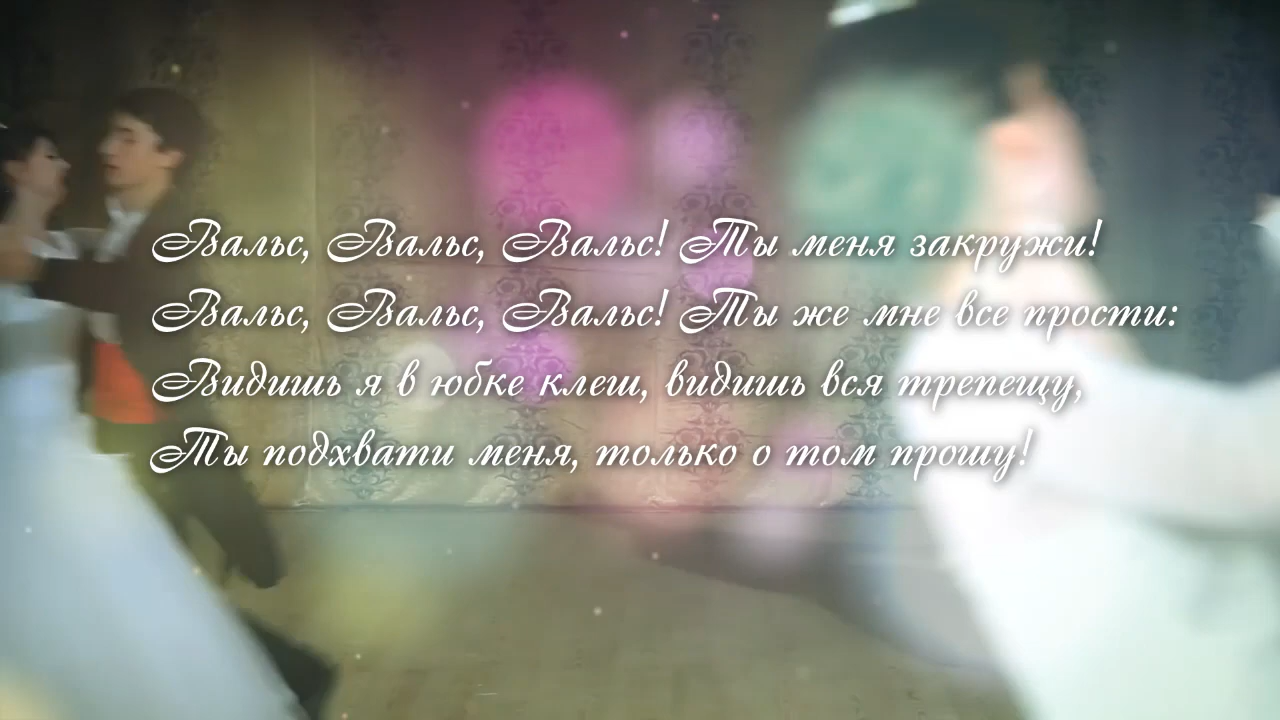 Вальс, Вальс, Вальс! Ты меня закружи!
Вальс, Вальс, Вальс! Ты же мне все прости:
Видишь я в юбке клеш, видишь вся трепещу,
Ты подхвати меня, только о том прошу!